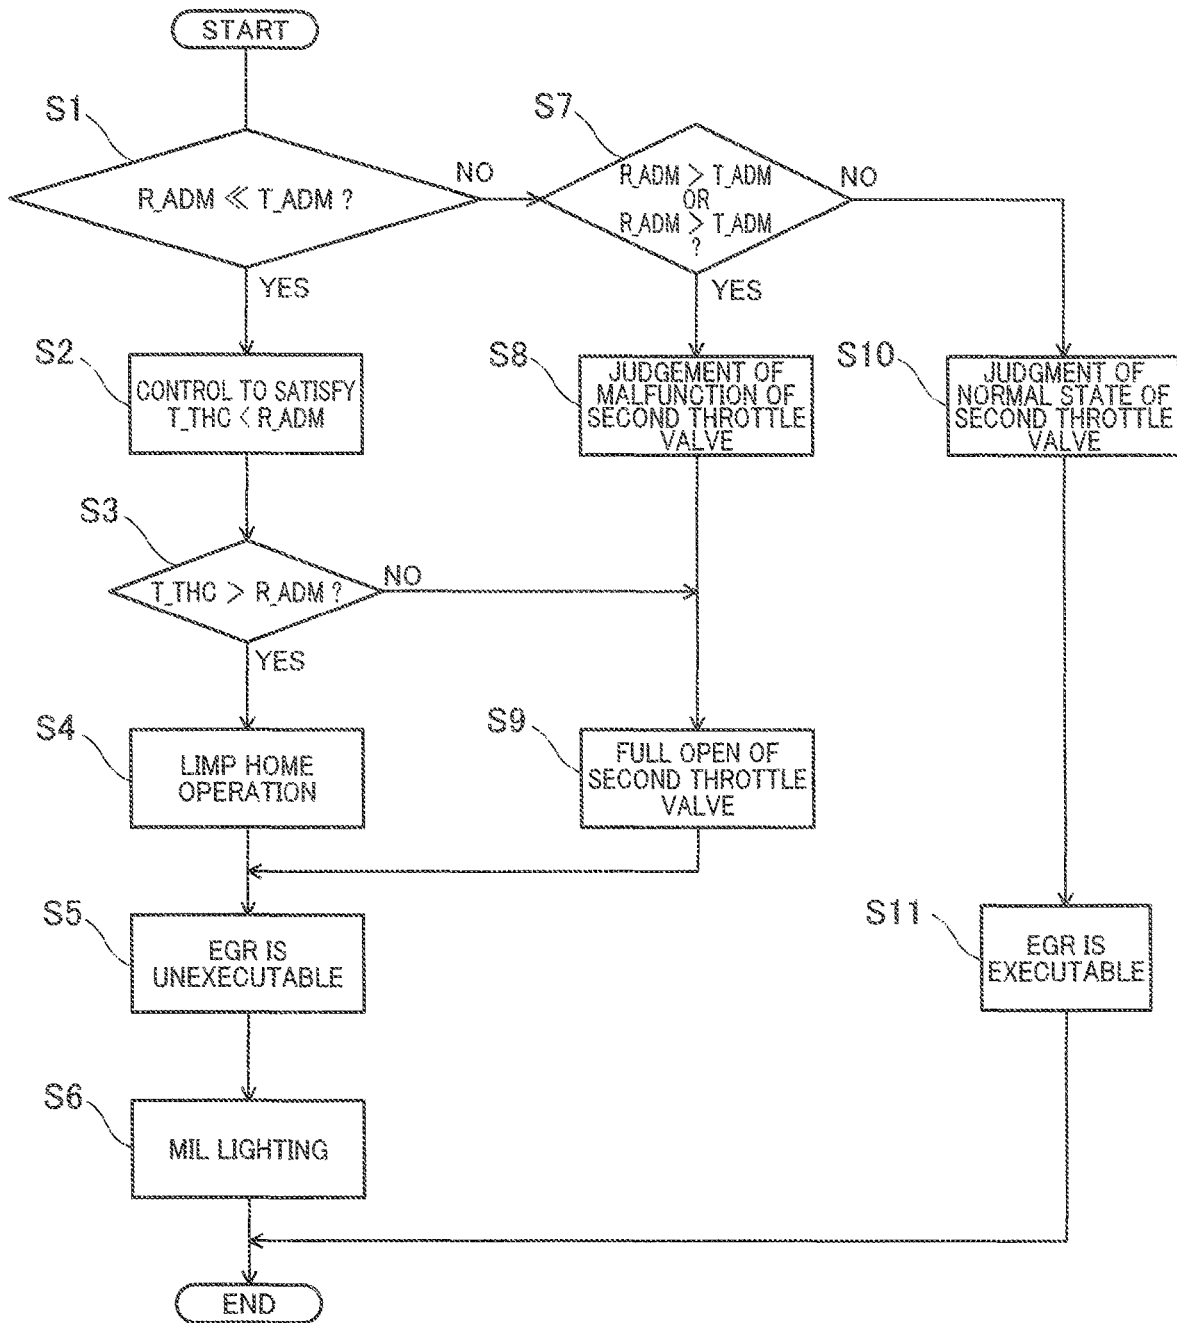 START
S1
R_ADM ≪ T_ADM ?
NO
YES
S7
R_ADM > T_ADM
OR
R_ADM > T_ADM
?
NO
YES
S2
CONTROL TO SATISFY
T_THC < R_ADM
S8
JUDGEMENT OF
MALFUNCTION OF
SECOND THROTTLE
VALVE
S10
JUDGMENT OF
NORMAL STATE OF
SECOND THROTTLE
VALVE
S3
T_THC > R_ADM ?
NO
YES
S4
LIMP HOME
OPERATION
S9
FULL OPEN OF
SECOND THROTTLE
VALVE
S5
EGR IS
UNEXECUTABLE
S11
EGR IS
EXECUTABLE
S6
MIL LIGHTING
END